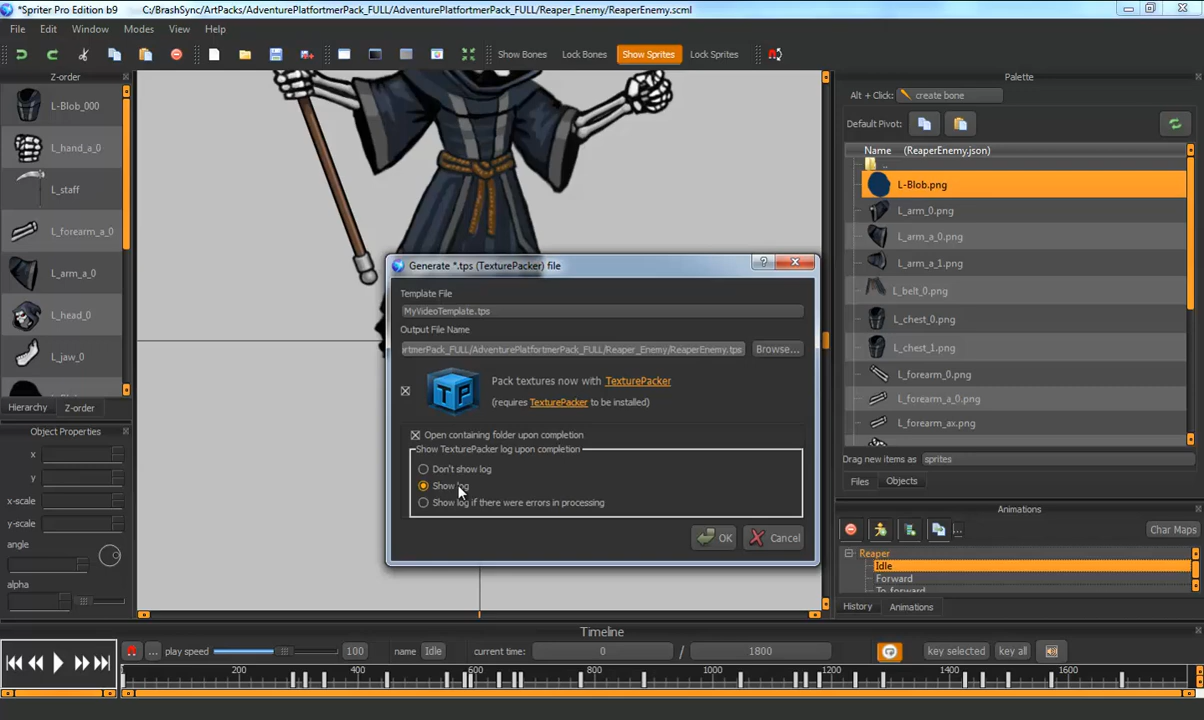 *Spriter Pro Edition b9
C:/BrashSync/ArtPacks/AdventurePlatfortmerPack_FULL/AdventurePlatfortmerPack_FULL/Reaper_Enemy/ReaperEnemy.scml
File Edit Window Modes View Help
Show Bones Lock Bones Show Sprites Lock Sprites
Z-order
L-Blob_000
L_hand_a_0
L_staff
L_forearm_a_0
L_arm_a_0
L_head_0
L_jaw_0
Hierarchy Z-order
Object Properties
x
y
x-scale
y-scale
angle
alpha
Generate *.tps (TexturePacker) file
Template File
MyVideoTemplate.tps
Output File Name
rtmerPack_FULL/AdventurePlatfortmerPack_FULL/Reaper_Enemy/ReaperEnemy.tps Browse...
TP
Pack textures now with TexturePacker
(requires TexturePacker to be installed)
Open containing folder upon completion
Show TexturePacker log upon completion
Don't show log
Show log
Show log if there were errors in processing
OK Cancel
Palette
Alt + Click: create bone
Default Pivot:
Name (ReaperEnemy.json)
..
L-Blob.png
L_arm_0.png
L_arm_a_0.png
L_arm_a_1.png
L_belt_0.png
L_chest_0.png
L_chest_1.png
L_forearm_0.png
L_forearm_a_0.png
L_forearm_ax.png
Drag new items as sprites
Files Objects
Animations
... Char Maps
Reaper
Idle
Forward
To forward
History Animations
Timeline
... play speed 100 name Idle current time: 0 / 1800 key selected key all
200 400 600 800 1000 1200 1400 1600